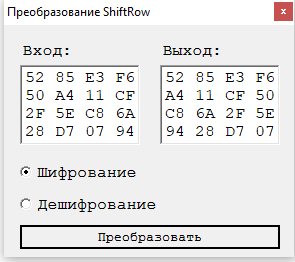 Преобразование ShiftRow
x
Вход: Выход:
52 85 E3 F6 52 85 E3 F6
50 A4 11 CF A4 11 CF 50
2F 5E C8 6A C8 6A 2F 5E
28 D7 07 94 94 28 D7 07
Шифрование
Дешифрование
Преобразовать